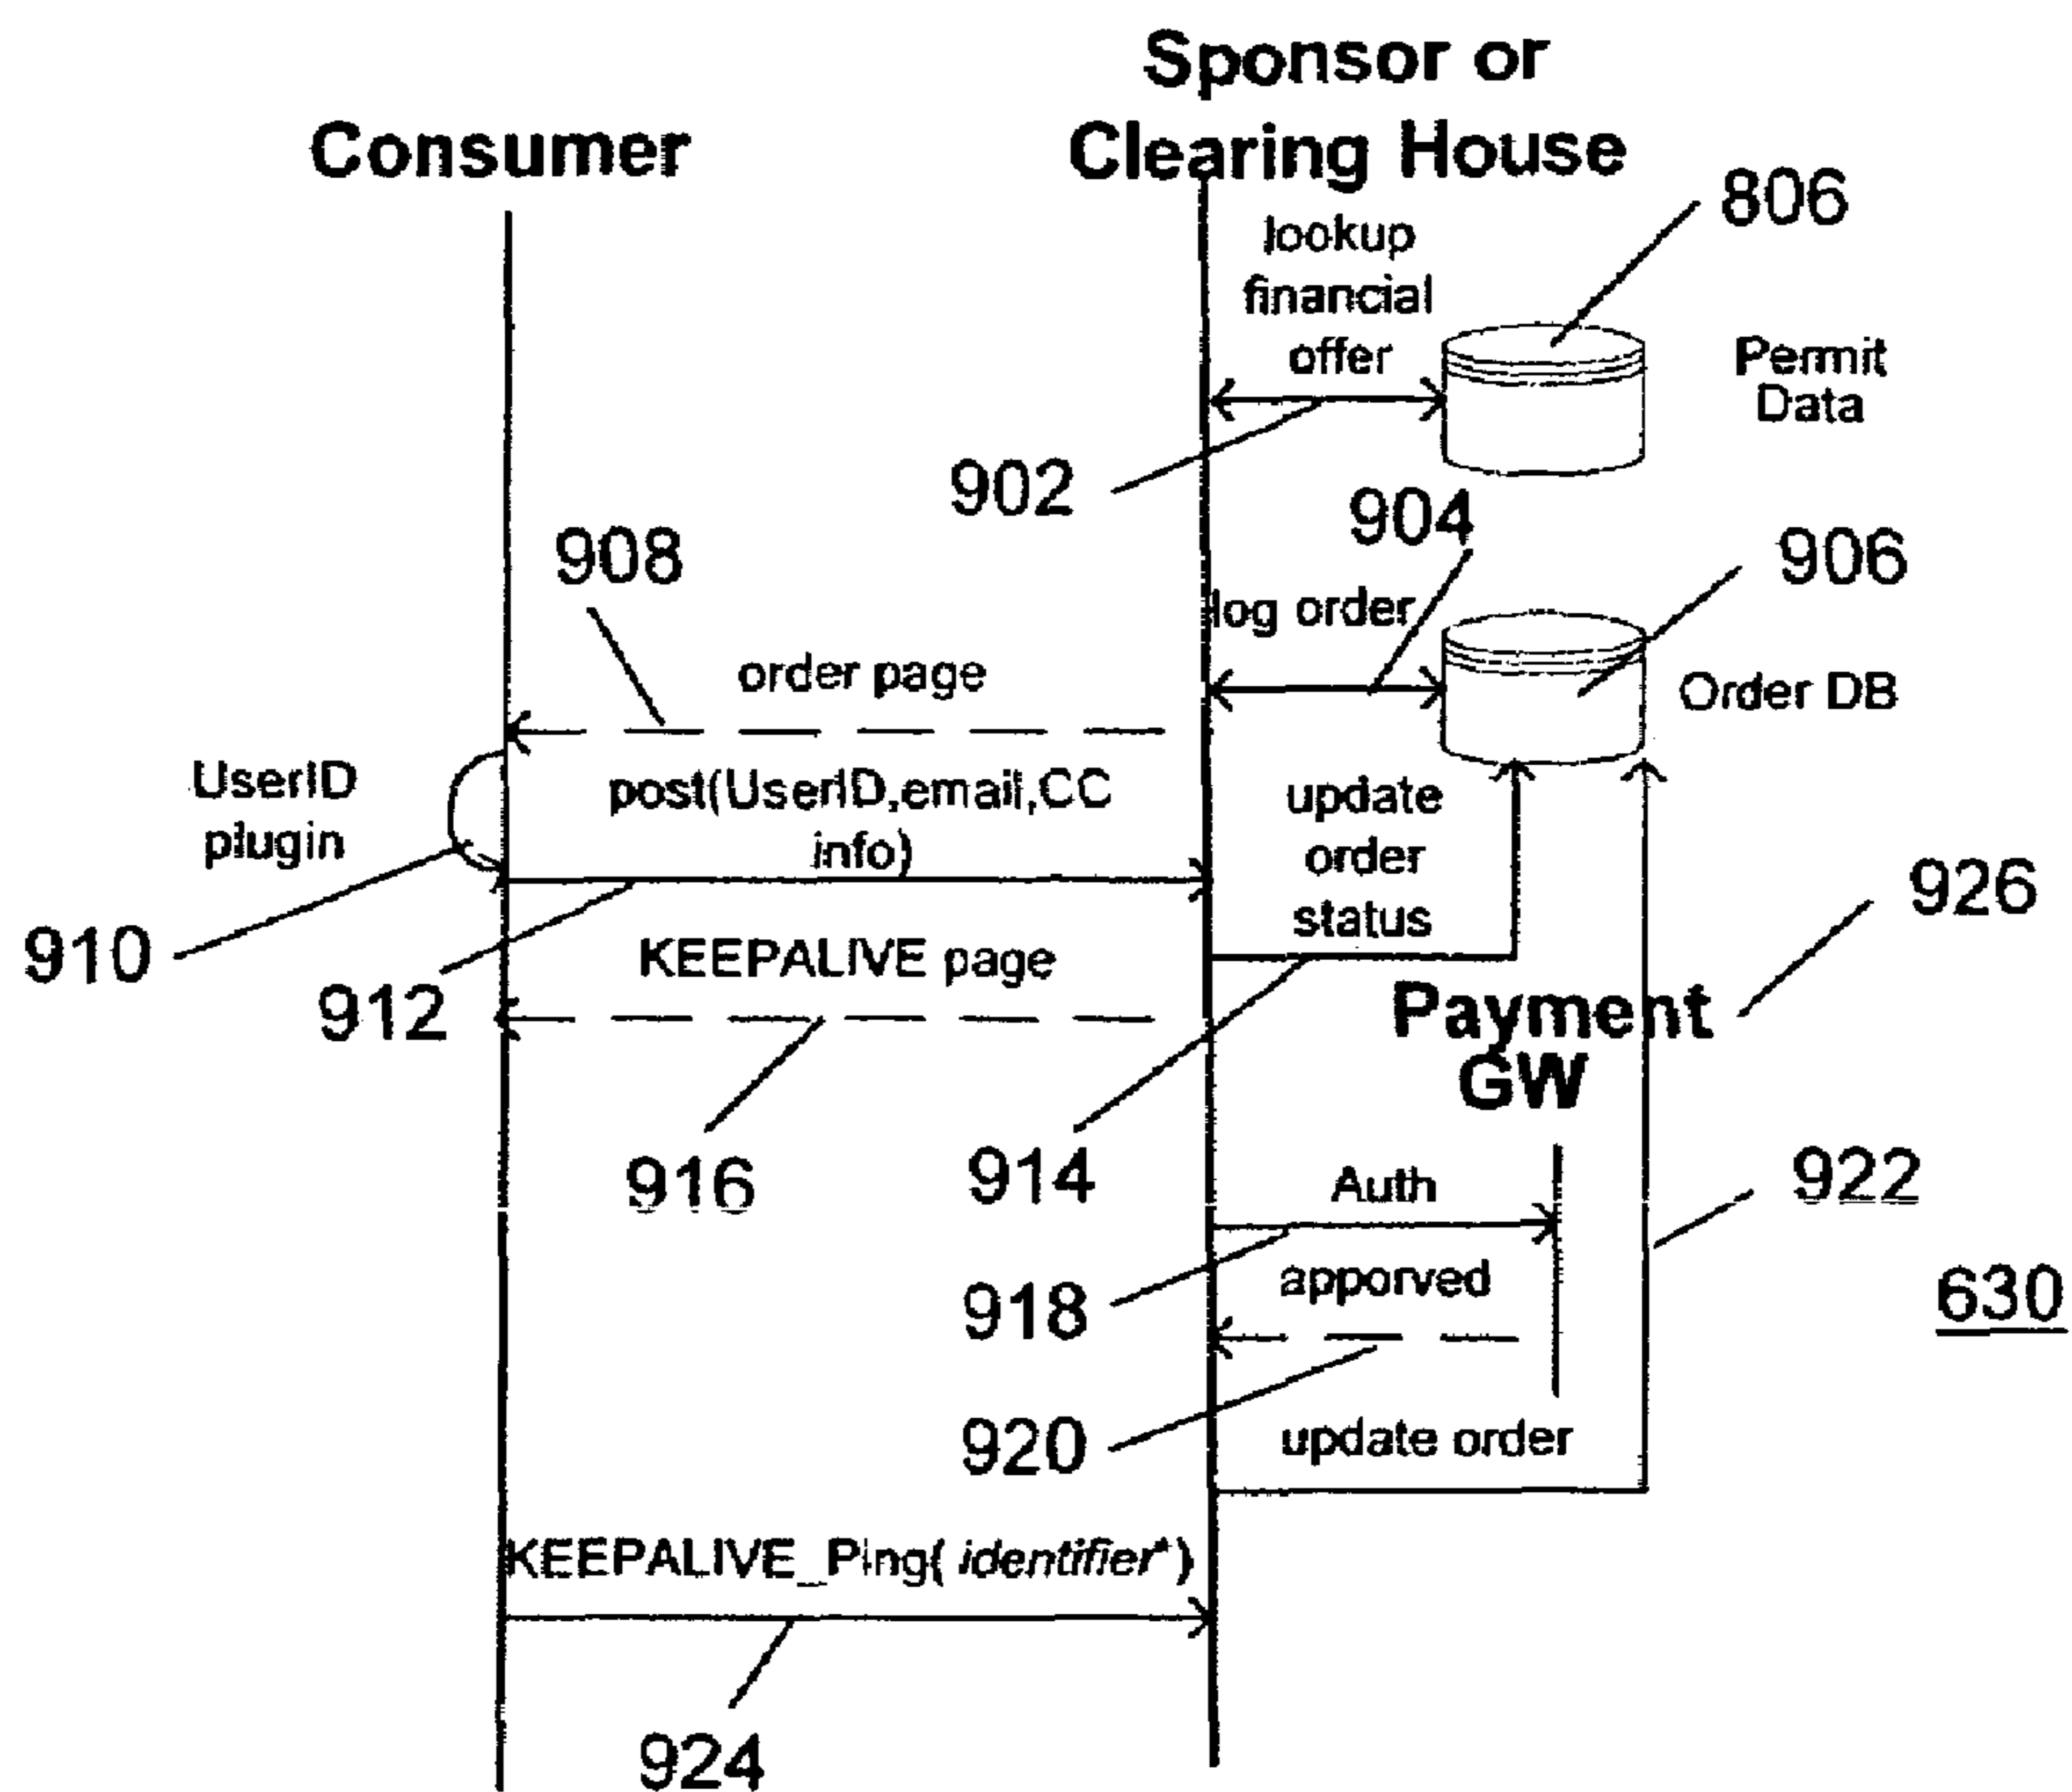 Sponsor or
Consumer
Clearing House
806
lookup
financial
offer
Permit
Data
902
904
908
906
log order
order page
Order DB
UserID
plugin
post(UserID,email,CC
info)
update
order
status
926
910
912
KEEPALIVE page
Payment
GW
916
914
Auth
922
918
apporved
630
920
update order
KEEPALIVE_Ping( identifier*)
924